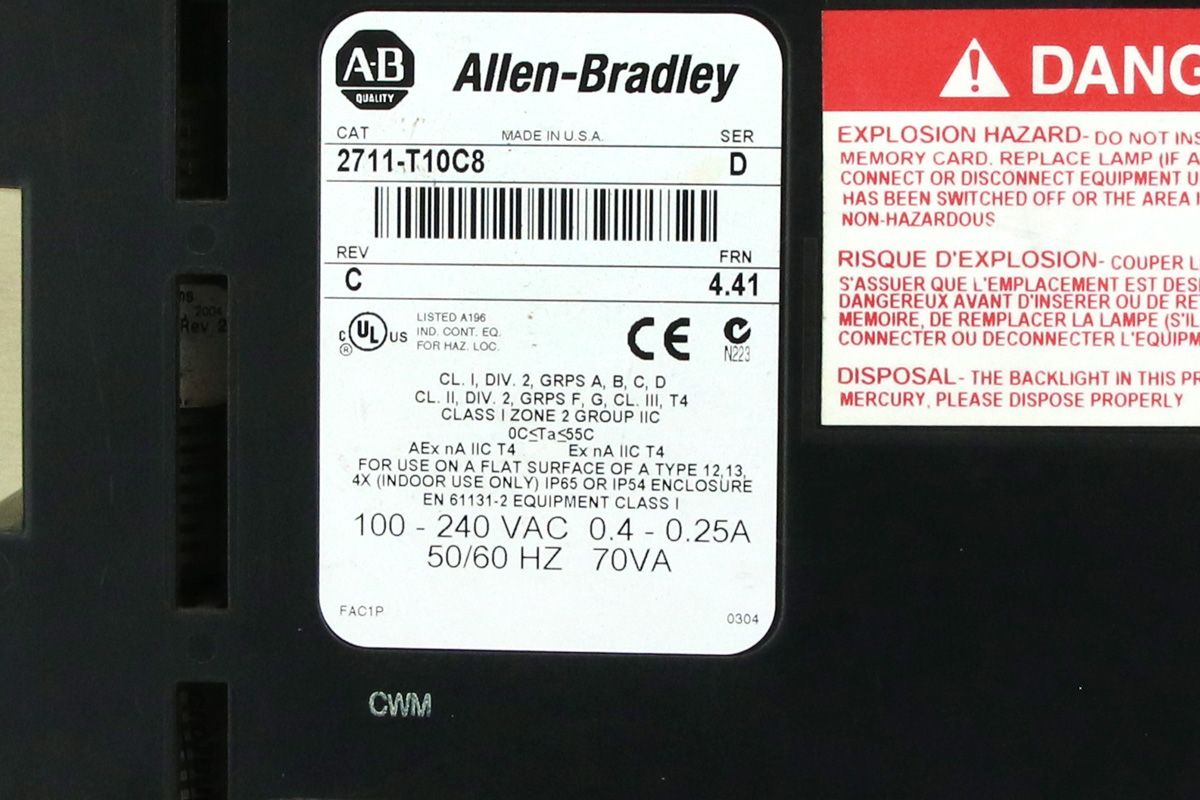 A-B
QUALITY
Allen-Bradley
CAT
MADE IN U.S.A.
SER
2711-T10C8
D
REV
FRN
C
4.41
C UL US
®
LISTED A196
IND. CONT. EQ.
FOR HAZ. LOC.
CE
N223
CL. I, DIV. 2, GRPS A, B, C, D
CL. II, DIV. 2, GRPS F, G, CL. III, T4
CLASS I ZONE 2 GROUP IIC
0C≤Ta≤55C
AEx nA IIC T4 Ex nA IIC T4
FOR USE ON A FLAT SURFACE OF A TYPE 12,13,
4X (INDOOR USE ONLY) IP65 OR IP54 ENCLOSURE
EN 61131-2 EQUIPMENT CLASS I
100 - 240 VAC 0.4 - 0.25A
50/60 HZ 70VA
FAC1P
0304
CWM
ns
, 2004
Rev 2
DANG
EXPLOSION HAZARD- DO NOT INS
MEMORY CARD. REPLACE LAMP (IF A
CONNECT OR DISCONNECT EQUIPMENT U
HAS BEEN SWITCHED OFF OR THE AREA I
NON-HAZARDOUS
RISQUE D'EXPLOSION- COUPER L
S'ASSUER QUE L'EMPLACEMENT EST DES
DANGEREUX AVANT D'INSERER OU DE RE
MEMOIRE, DE REMPLACER LA LAMPE (S'IL
CONNECTER OU DECONNECTER L'EQUIPM
DISPOSAL- THE BACKLIGHT IN THIS PR
MERCURY, PLEASE DISPOSE PROPERLY